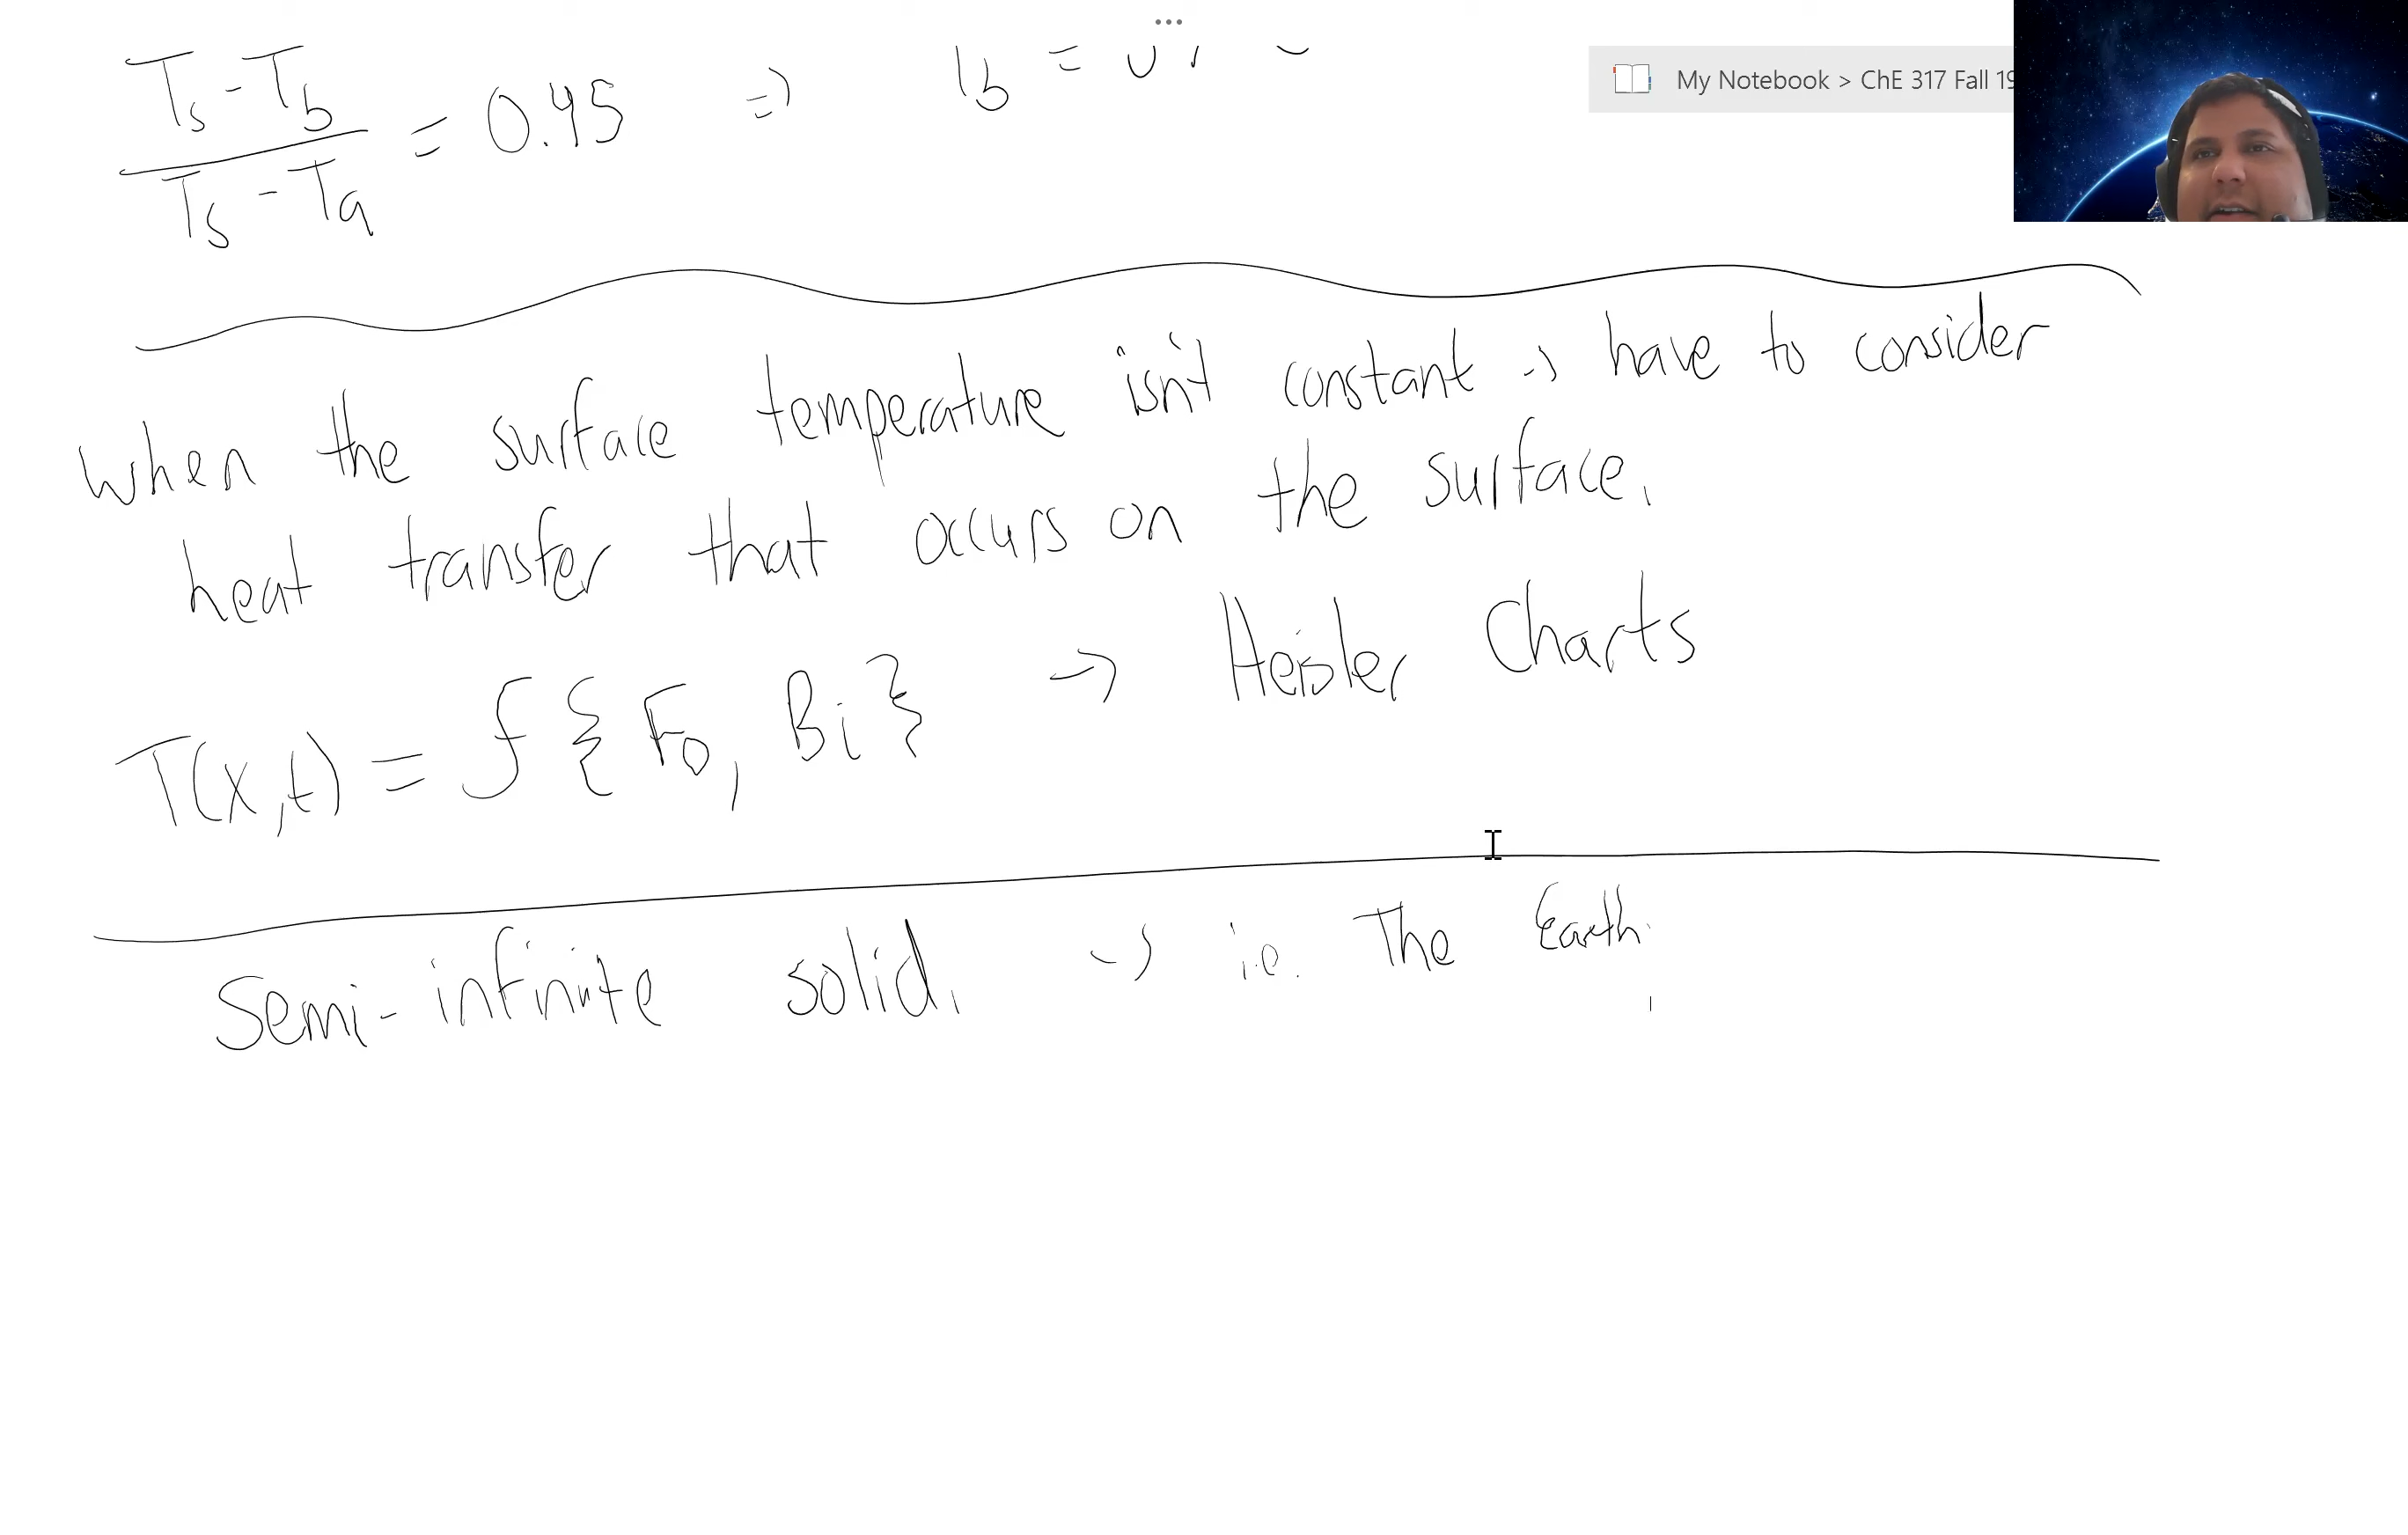 My Notebook > ChE 317 Fall 19
Ts - Tb / Ts - Ta = 0.45 ⇒ Tb =
when the surface temperature isn't constant → have to consider
heat transfer that occurs on the surface.
T(x,t) = f { Fo, Bi } → Heisler Charts
Semi-infinite solid. → i.e. The Earth.